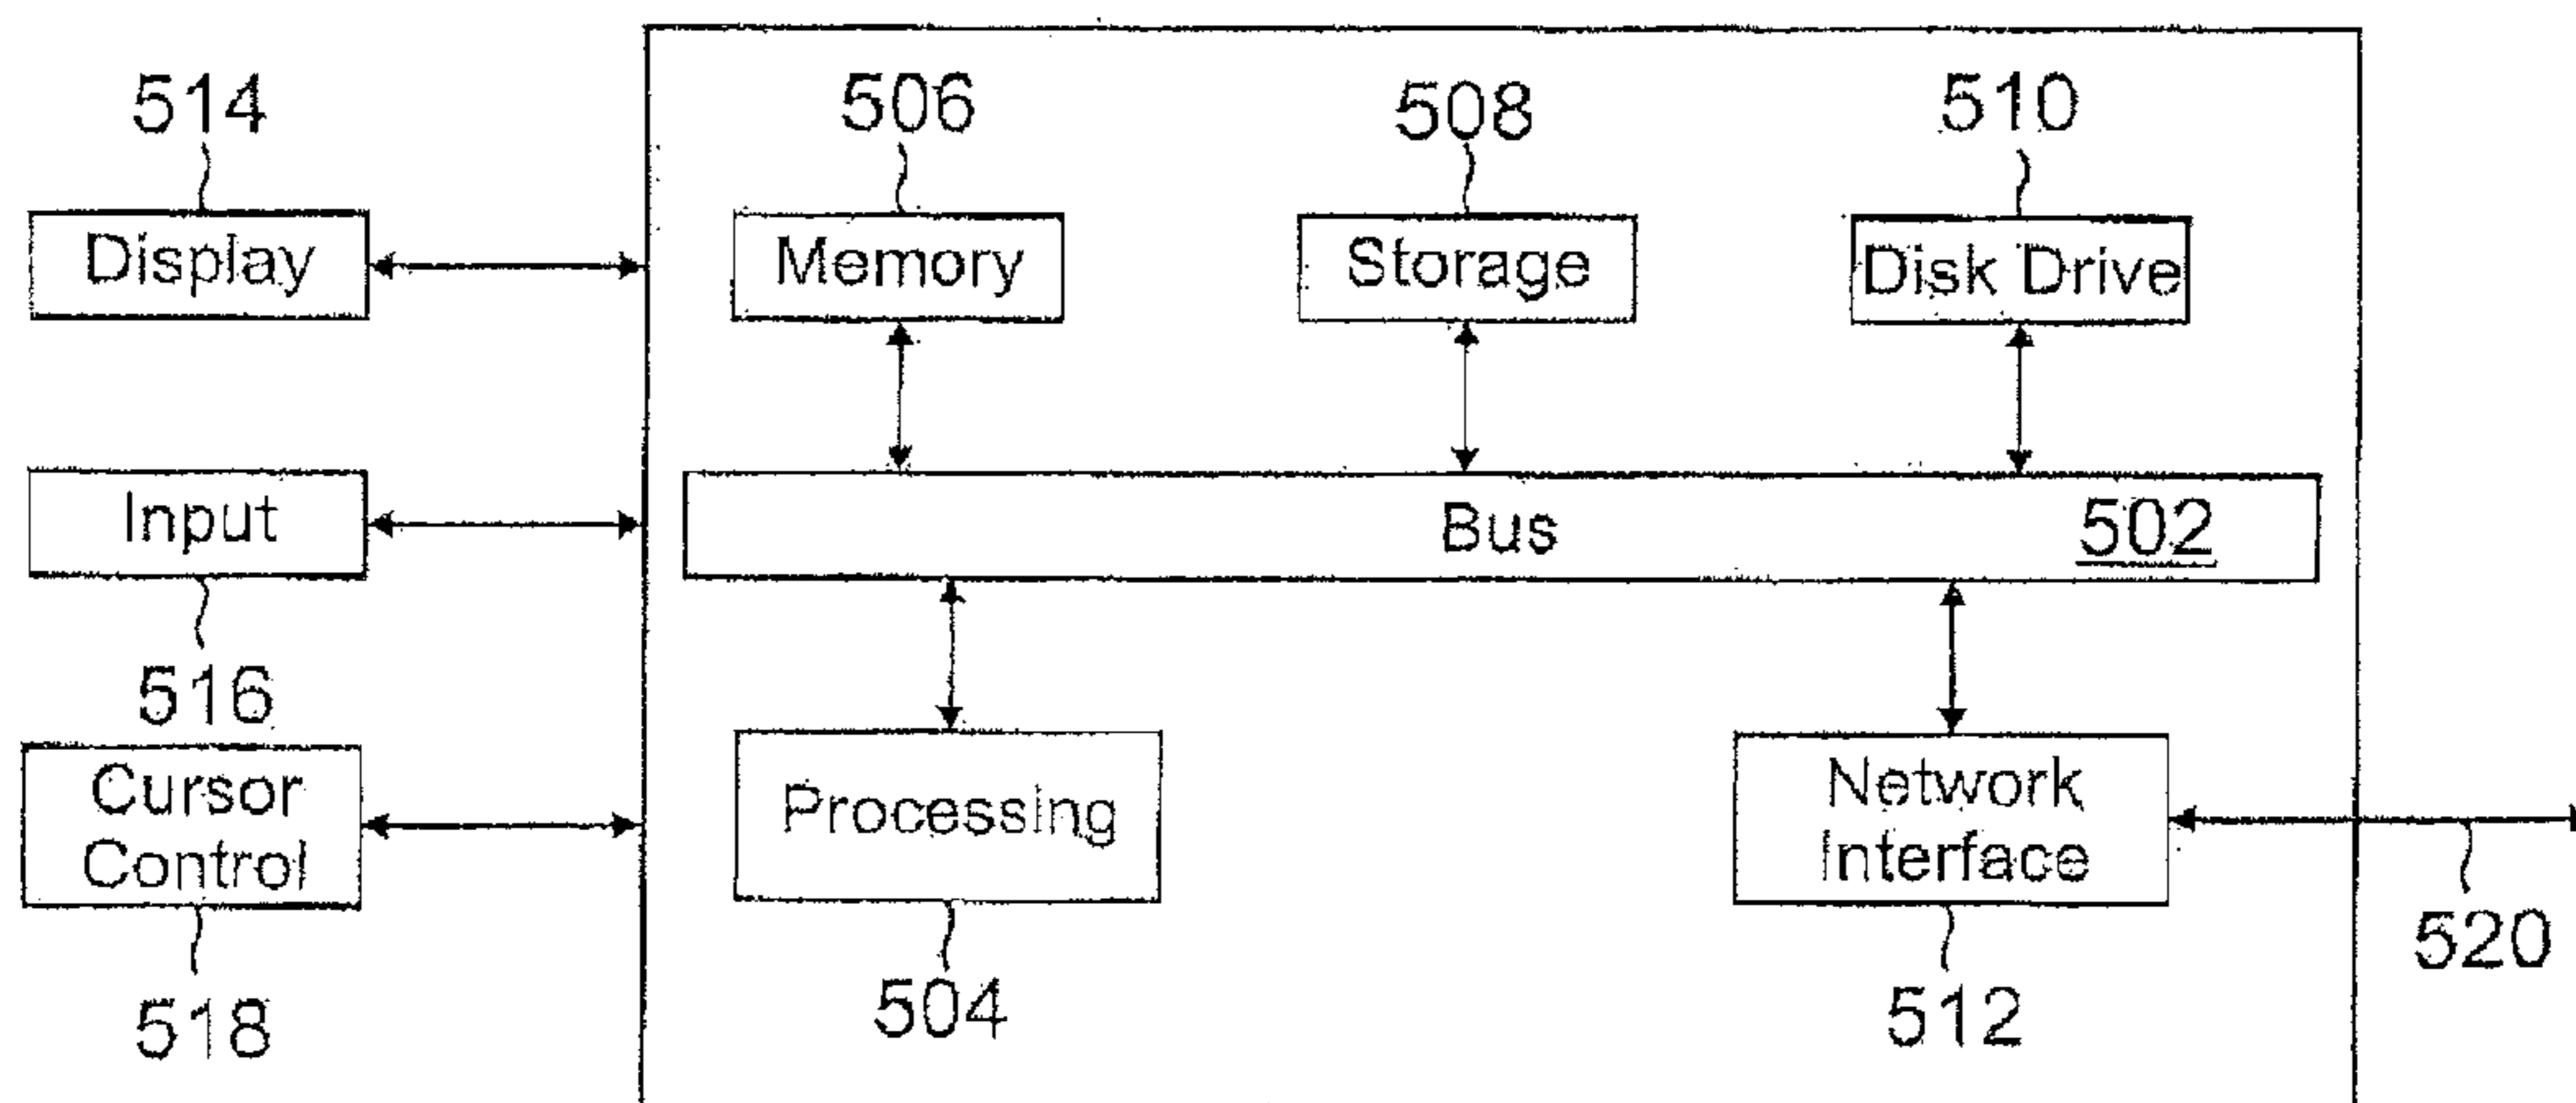 514
506
508
510
Display
Memory
Storage
Disk Drive
Input
Bus
502
516
Cursor
Control
Processing
Network
Interface
518
504
512
520